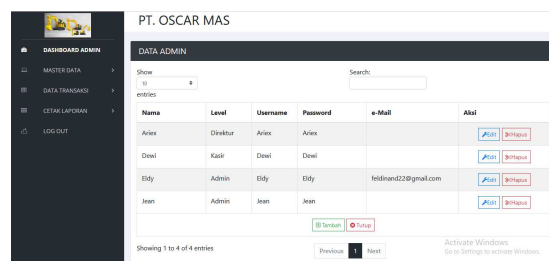 PT. OSCAR MAS
DASHBOARD ADMIN
MASTER DATA
DATA TRANSAKSI
CETAK LAPORAN
LOG OUT
DATA ADMIN
Show
10
entries
Search:
Nama Level Username Password e-Mail Aksi
Ariex Direktur Ariex Ariex Edit Hapus
Dewi Kasir Dewi Dewi Edit Hapus
Eldy Admin Eldy Eldy feldinand22@gmail.com Edit Hapus
Jean Admin Jean Jean Edit Hapus
Tambah Tutup
Showing 1 to 4 of 4 entries
Previous 1 Next
Activate Windows
Go to Settings to activate Windows.